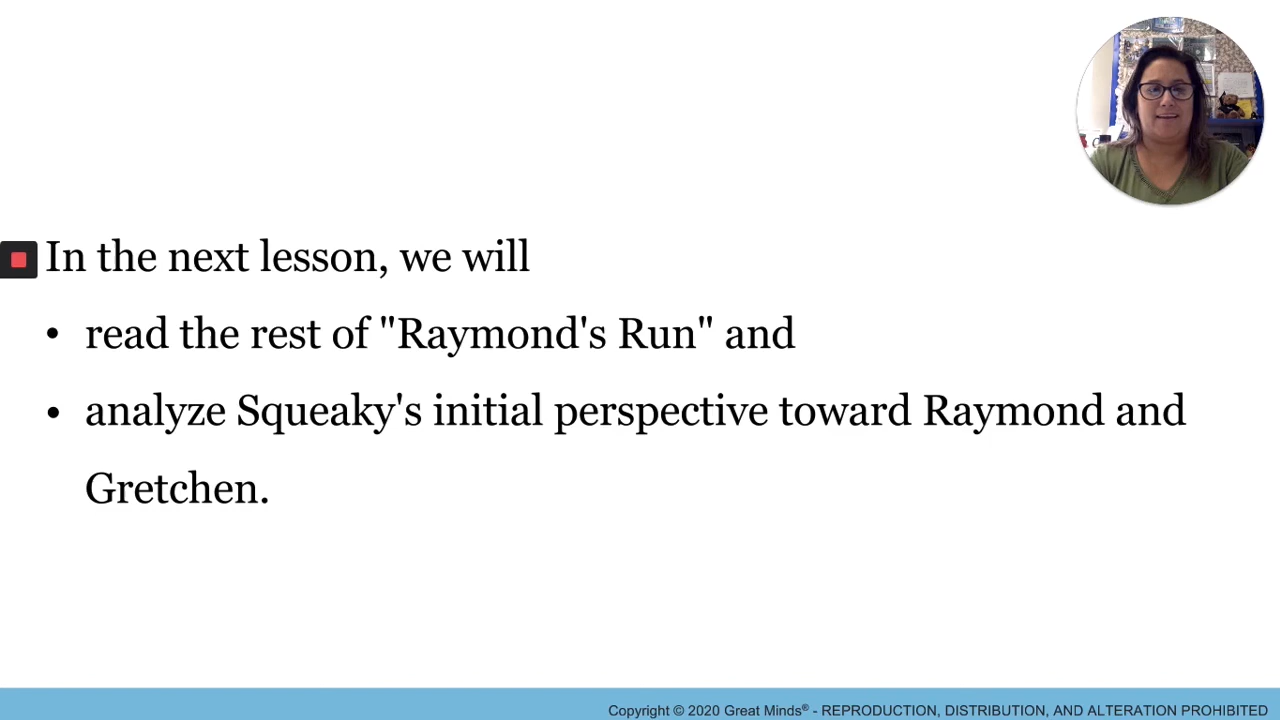 In the next lesson, we will
• read the rest of "Raymond's Run" and
• analyze Squeaky's initial perspective toward Raymond and
Gretchen.
Copyright © 2020 Great Minds® - REPRODUCTION, DISTRIBUTION, AND ALTERATION PROHIBITED